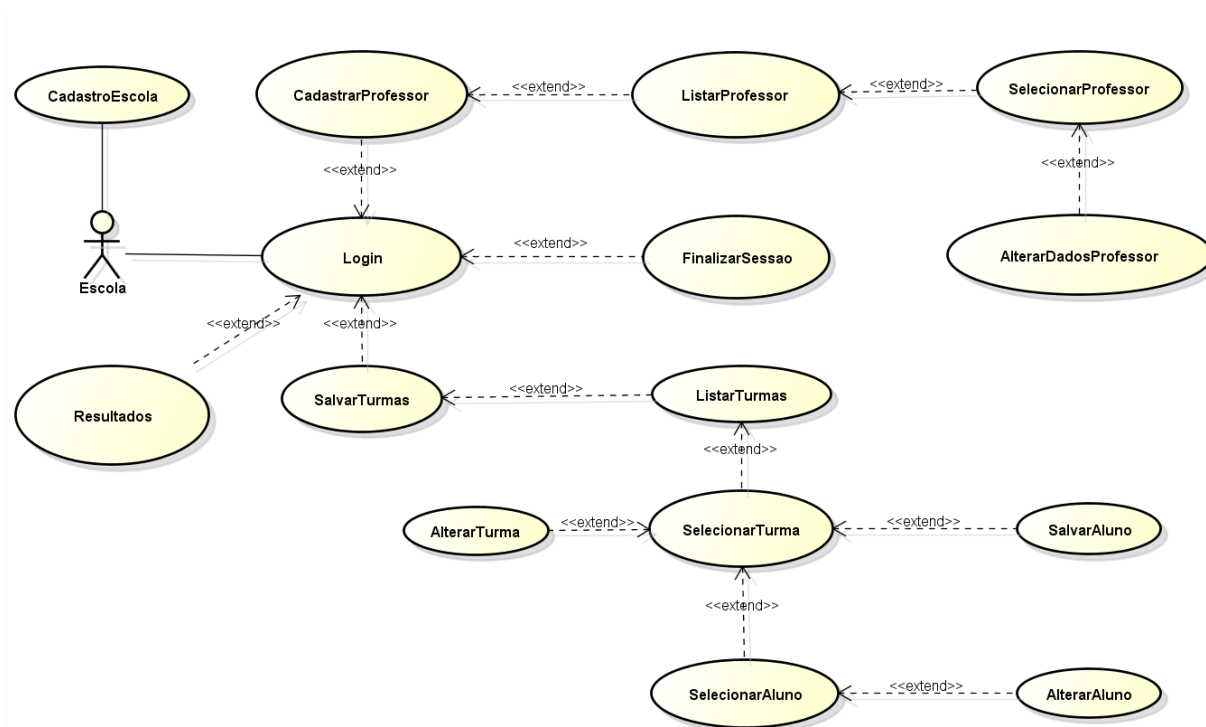 CadastroEscola
CadastrarProfessor
<<extend>>
ListarProfessor
<<extend>>
SelecionarProfessor
<<extend>>
<<extend>>
Escola
Login
<<extend>>
FinalizarSessao
AlterarDadosProfessor
<<extend>>
<<extend>>
Resultados
SalvarTurmas
<<extend>>
ListarTurmas
<<extend>>
AlterarTurma
<<extend>>
SelecionarTurma
<<extend>>
SalvarAluno
<<extend>>
SelecionarAluno
<<extend>>
AlterarAluno